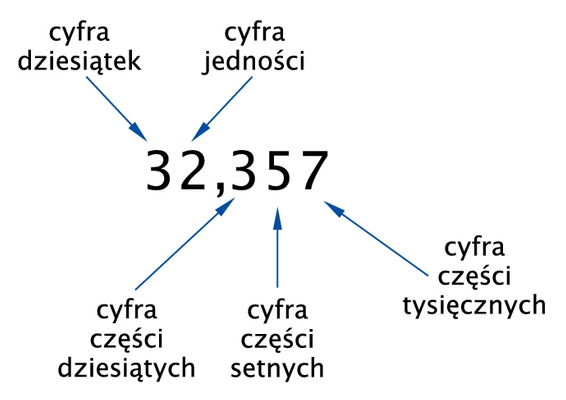 cyfra
dziesiątek
cyfra
jedności
32,357
cyfra
części
dziesiątych
cyfra
części
setnych
cyfra
części
tysięcznych